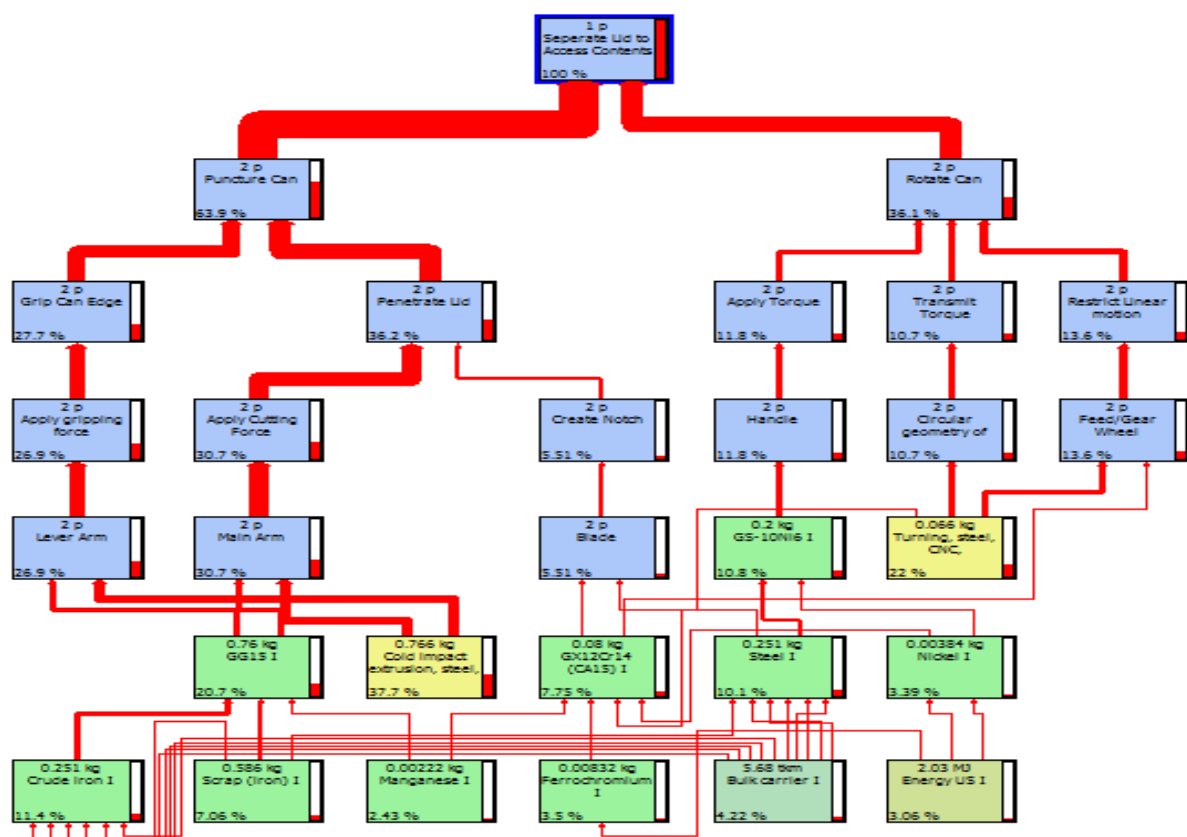 1 p
Seperate Lid to
Access Contents
100 %
2 p
Puncture Can
63.9 %
2 p
Rotate Can
36.1 %
2 p
Grip Can Edge
27.7 %
2 p
Penetrate Lid
36.2 %
2 p
Apply Torque
11.8 %
2 p
Transmit
Torque
10.7 %
2 p
Restrict Linear
motion
13.6 %
2 p
Apply gripping
force
26.9 %
2 p
Apply Cutting
Force
30.7 %
2 p
Create Notch
5.51 %
2 p
Handle
11.8 %
2 p
Circular
geometry of
10.7 %
2 p
Feed/Gear
Wheel
13.6 %
2 p
Lever Arm
26.9 %
2 p
Main Arm
30.7 %
2 p
Blade
5.51 %
0.2 kg
GS-10Ni6 I
10.8 %
0.066 kg
Turning, steel,
CNC,
22 %
0.76 kg
GG15 I
20.7 %
0.766 kg
Cold impact
extrusion, steel,
37.7 %
0.08 kg
GX12Cr14
(CA15) I
7.75 %
0.251 kg
Steel I
10.1 %
0.00384 kg
Nickel I
3.39 %
0.251 kg
Crude iron I
11.4 %
0.586 kg
Scrap (Iron) I
7.06 %
0.00222 kg
Manganese I
2.43 %
0.00832 kg
Ferrochromium
I
3.5 %
5.68 tkm
Bulk carrier I
4.22 %
2.03 MJ
Energy US I
3.06 %